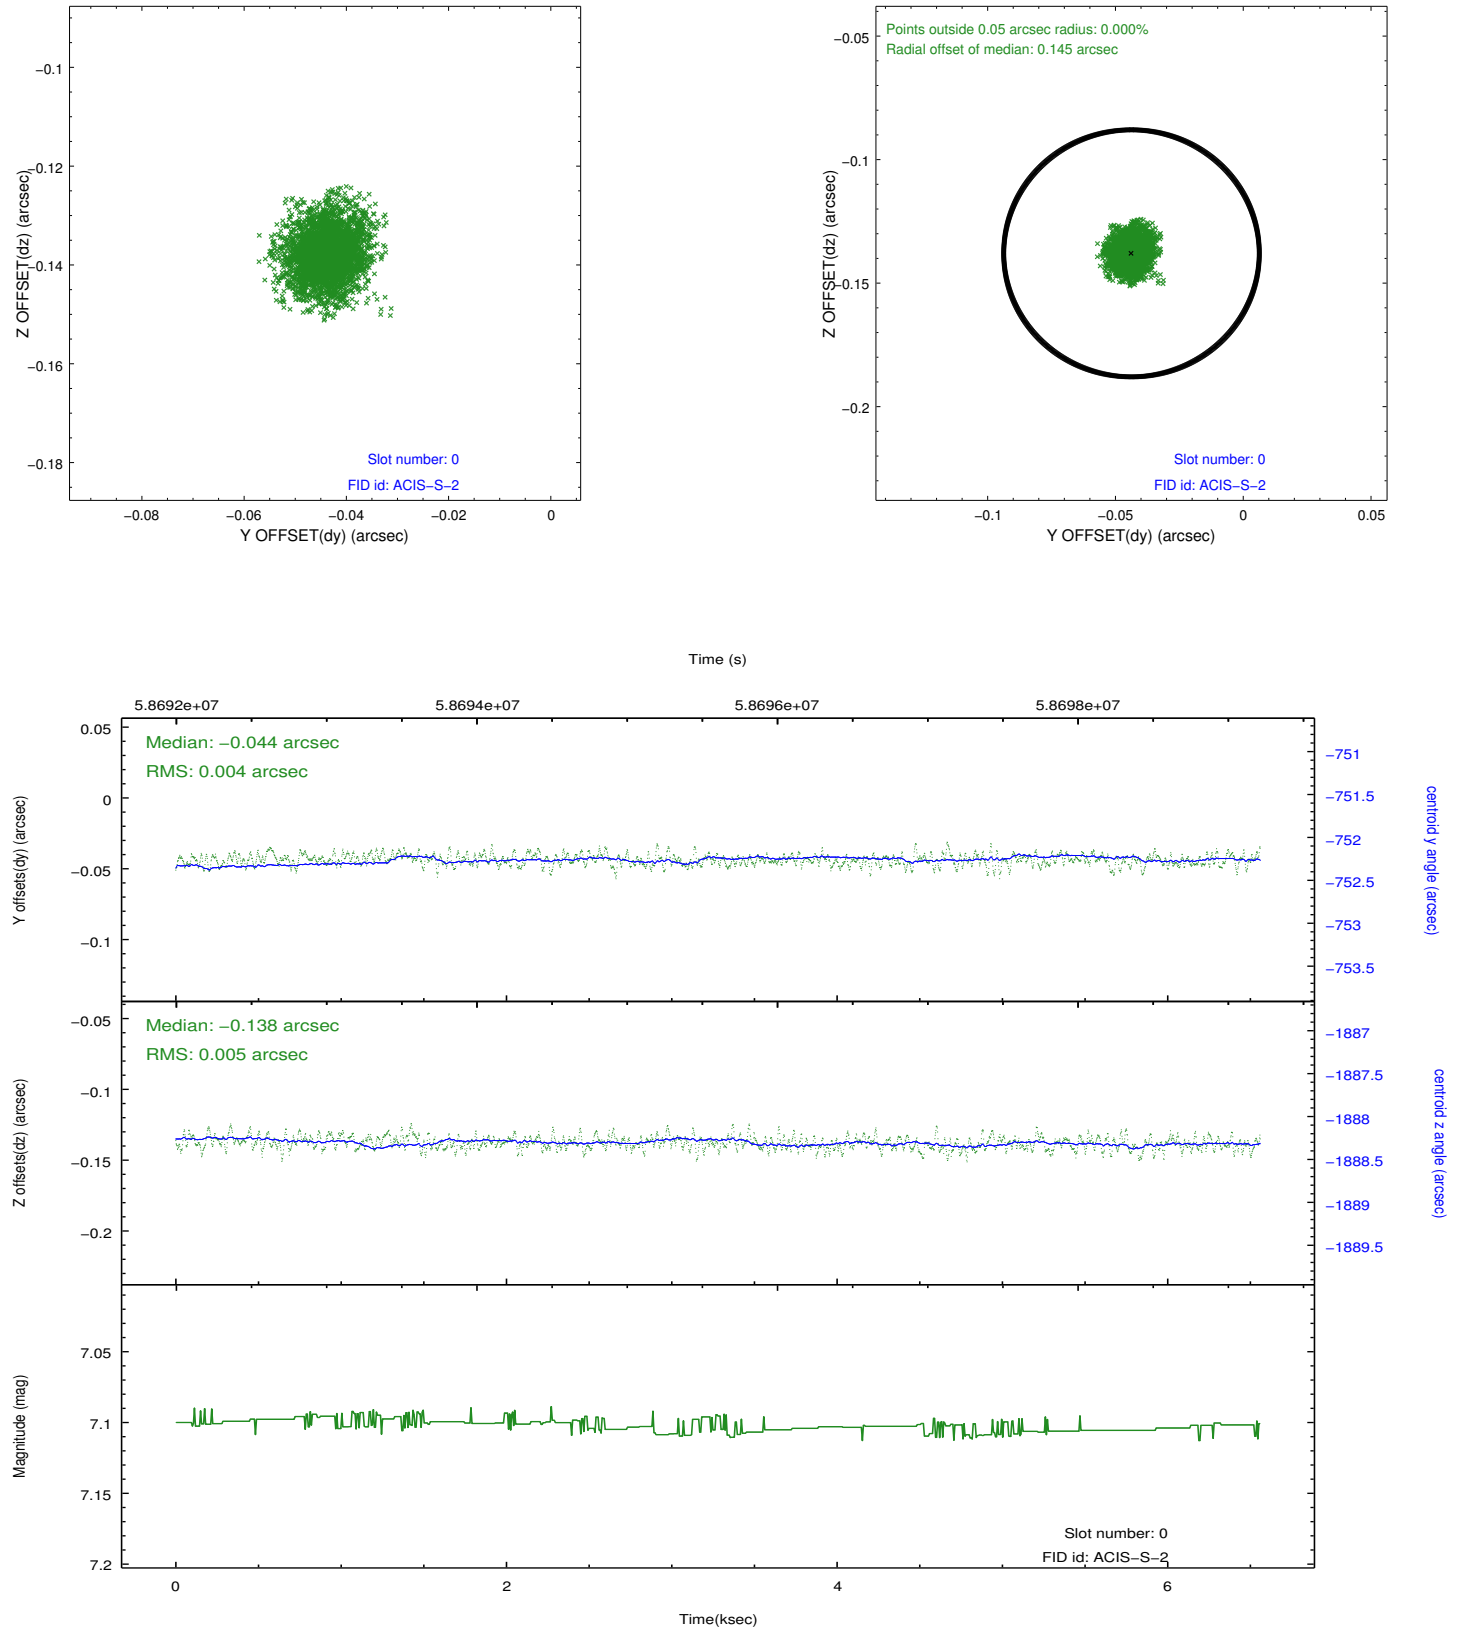 −0.1
−0.12
−0.14
−0.16
−0.18
Z OFFSET(dz) (arcsec)
Slot number: 0
FID id: ACIS−S−2
−0.08
−0.06
−0.04
−0.02
0
Y OFFSET(dy) (arcsec)
Points outside 0.05 arcsec radius: 0.000%
Radial offset of median: 0.145 arcsec
−0.05
−0.1
−0.15
−0.2
Z OFFSET(dz) (arcsec)
Slot number: 0
FID id: ACIS−S−2
−0.1
−0.05
0
0.05
Y OFFSET(dy) (arcsec)
Time (s)
5.8692e+07
5.8694e+07
5.8696e+07
5.8698e+07
Median: −0.044 arcsec
RMS: 0.004 arcsec
0.05
0
−0.05
−0.1
Y offsets(dy) (arcsec)
−751
−751.5
−752
−752.5
−753
−753.5
centroid y angle (arcsec)
Median: −0.138 arcsec
RMS: 0.005 arcsec
−0.05
−0.1
−0.15
−0.2
Z offsets(dz) (arcsec)
−1887
−1887.5
−1888
−1888.5
−1889
−1889.5
centroid z angle (arcsec)
7.05
7.1
7.15
7.2
Magnitude (mag)
Slot number: 0
FID id: ACIS−S−2
0
2
4
6
Time(ksec)